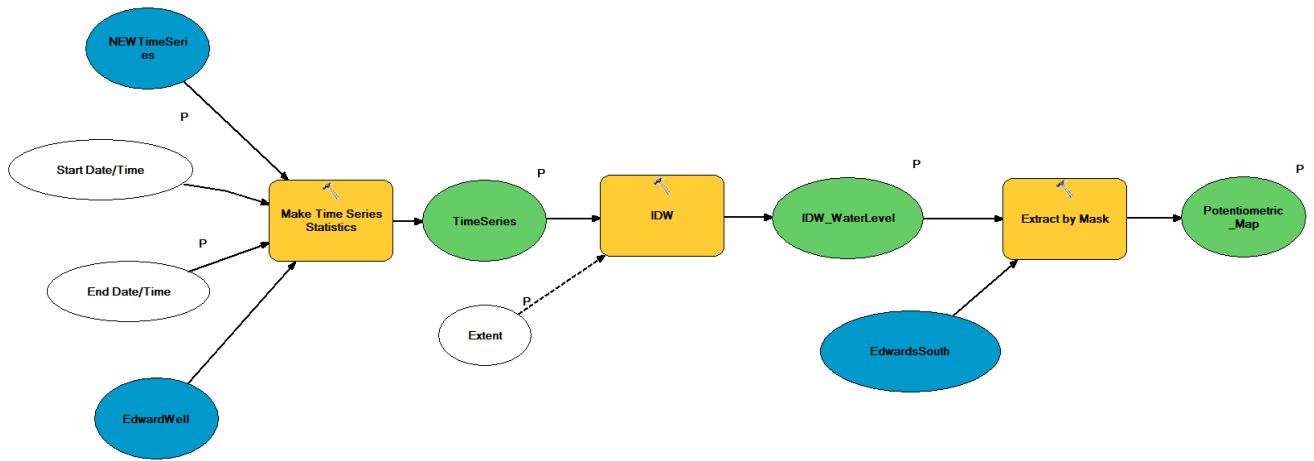 NEWTimeSeri
es
P
Start Date/Time
P
End Date/Time
EdwardWell
Make Time Series
Statistics
TimeSeries
P
Extent
P
IDW
IDW_WaterLevel
P
EdwardsSouth
Extract by Mask
Potentiometric
_Map
P